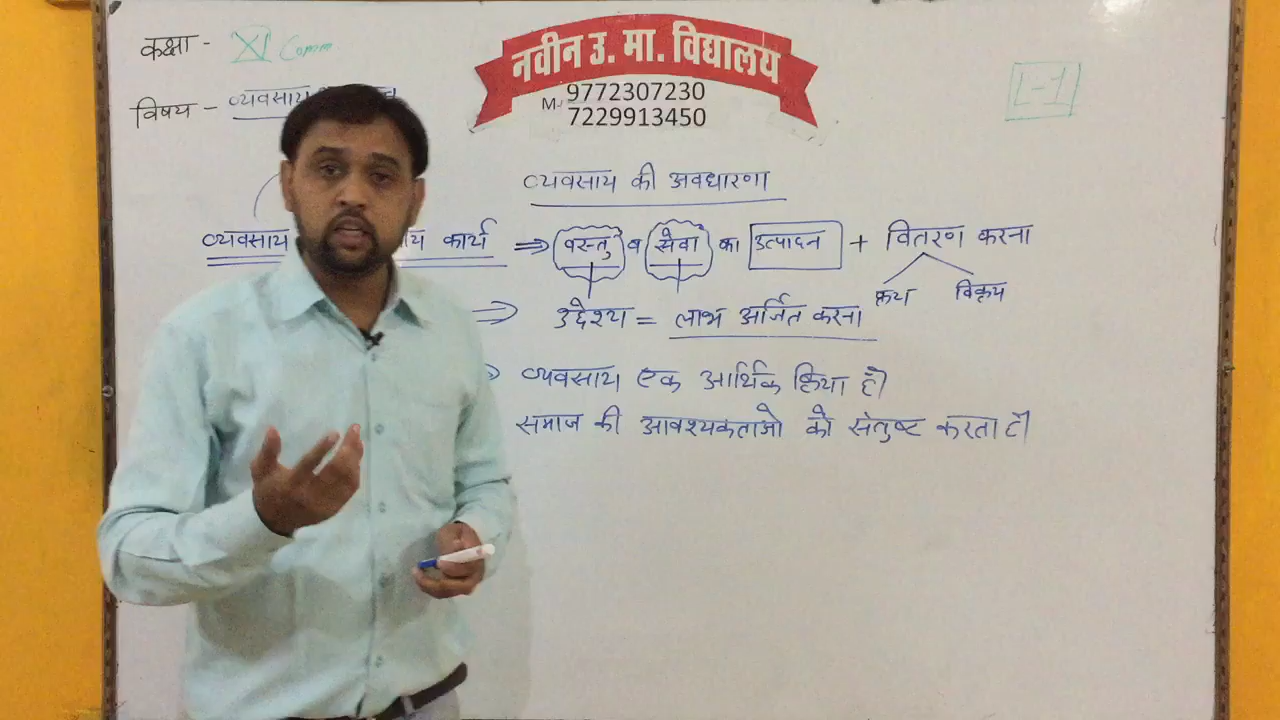 कक्षा - XI Comm
नवीन उ. मा. विद्यालय
M- 9772307230
7229913450
L-1
विषय - व्यवसाय
व्यवसाय की अवधारणा
व्यवसाय कार्य ⇒ वस्तु व सेवा का उत्पादन + वितरण करना
क्रय विक्रय
⇒ उद्देश्य = लाभ अर्जित करना
व्यवसाय एक आर्थिक क्रिया है।
समाज की आवश्यकताओ को संतुष्ट करता है।